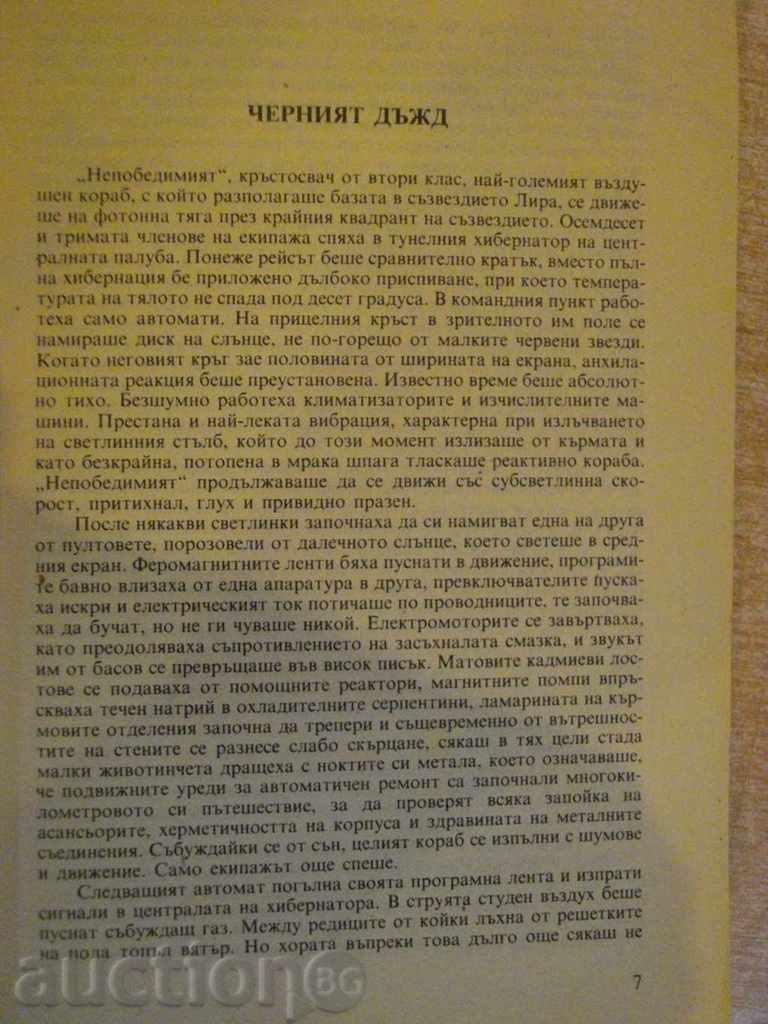 ЧЕРНИЯТ ДЪЖД
„Непобедимият“, кръстосвач от втори клас, най-големият възду-
шен кораб, с който разполагаше базата в съзвездието Лира, се движе-
ше на фотонна тяга през крайния квадрант на съзвездието. Осемдесет
и тримата членове на екипажа спяха в тунелния хибернатор на цент-
ралната палуба. Понеже рейсът беше сравнително кратък, вместо пъл-
на хибернация бе приложено дълбоко приспиване, при което темпера-
турата на тялото не спада под десет градуса. В командния пункт рабо-
теха само автомати. На прицелния кръст в зрителното им поле се
намираше диск на слънце, не по-горещо от малките червени звезди.
Когато неговият кръг зае половината от ширината на екрана, анхила-
ционната реакция беше преустановена. Известно време беше абсолют-
но тихо. Безшумно работеха климатизаторите и изчислителните ма-
шини. Престана и най-леката вибрация, характерна при излъчването
на светлинния стълб, който до този момент излизаше от кърмата и
като безкрайна, потопена в мрака шпага тласкаше реактивно кораба.
„Непобедимият“ продължаваше да се движи със субсветлинна ско-
рост, притихнал, глух и привидно празен.
После някакви светлинки започнаха да си намигват една на друга
от пултовете, порозовели от далечното слънце, което светеше в сред-
ния екран. Феромагнитните ленти бяха пуснати в движение, програми-
те бавно влизаха от една апаратура в друга, превключвателите пуска-
ха искри и електрическият ток потичаше по проводниците, те започва-
ха да бучат, но не ги чуваше никой. Електромоторите се завъртваха,
като преодоляваха съпротивлението на засъхналата смазка, и звукът
им от басов се превръщаше във висок писък. Матовите кадмиеви лос-
тове се подаваха от помощните реактори, магнитните помпи впръ-
скваха течен натрий в охладителните серпентини, ламарината на кър-
мовите отделения започна да трепери и същевременно от вътрешнос-
тите на стените се разнесе слабо скърцане, сякаш в тях цели стада
малки животинчета дращеха с ноктите си метала, което означаваше,
че подвижните уреди за автоматичен ремонт са започнали многоки-
лометровото си пътешествие, за да проверят всяка запойка на
асансьорите, херметичността на корпуса и здравината на металните
съединения. Събуждайки се от сън, целият кораб се изпълни с шумове
и движение. Само екипажът още спеше.
Следващият автомат погълна своята програмна лента и изпрати
сигнали в централата на хибернатора. В струята студен въздух беше
пуснат събуждащ газ. Между редиците от койки лъхна от решетките
на пода топъл вятър. Но хората въпреки това дълго още сякаш не
7
auctionBG